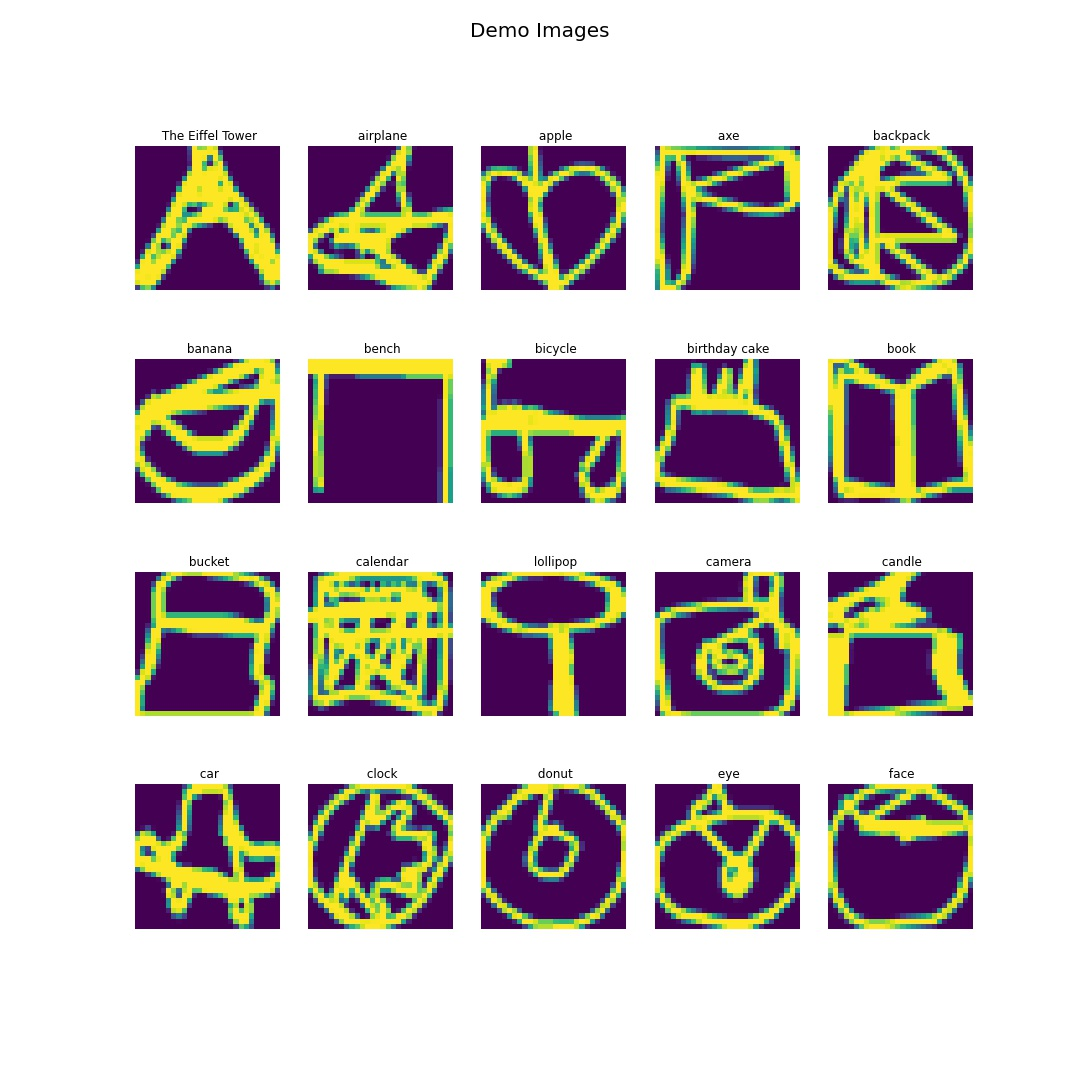 Demo Images
The Eiffel Tower airplane apple axe backpack
banana bench bicycle birthday cake book
bucket calendar lollipop camera candle
car clock donut eye face